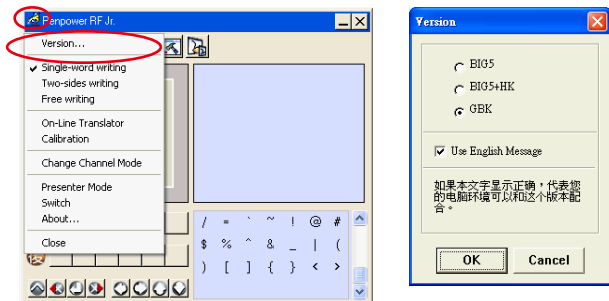 Penpower RF Jr.
Version...
Single-word writing
Two-sides writing
Free writing
On-Line Translator
Calibration
Change Channel Mode
Presenter Mode
Switch
About...
Close
/ = ` ~ ! @ #
$ % ^ & _ | (
) [ ] { } < >
Version
BIG5
BIG5+HK
GBK
Use English Message
如果本文字显示正确，代表您
的电脑环境可以和这个版本配
合。
OK
Cancel